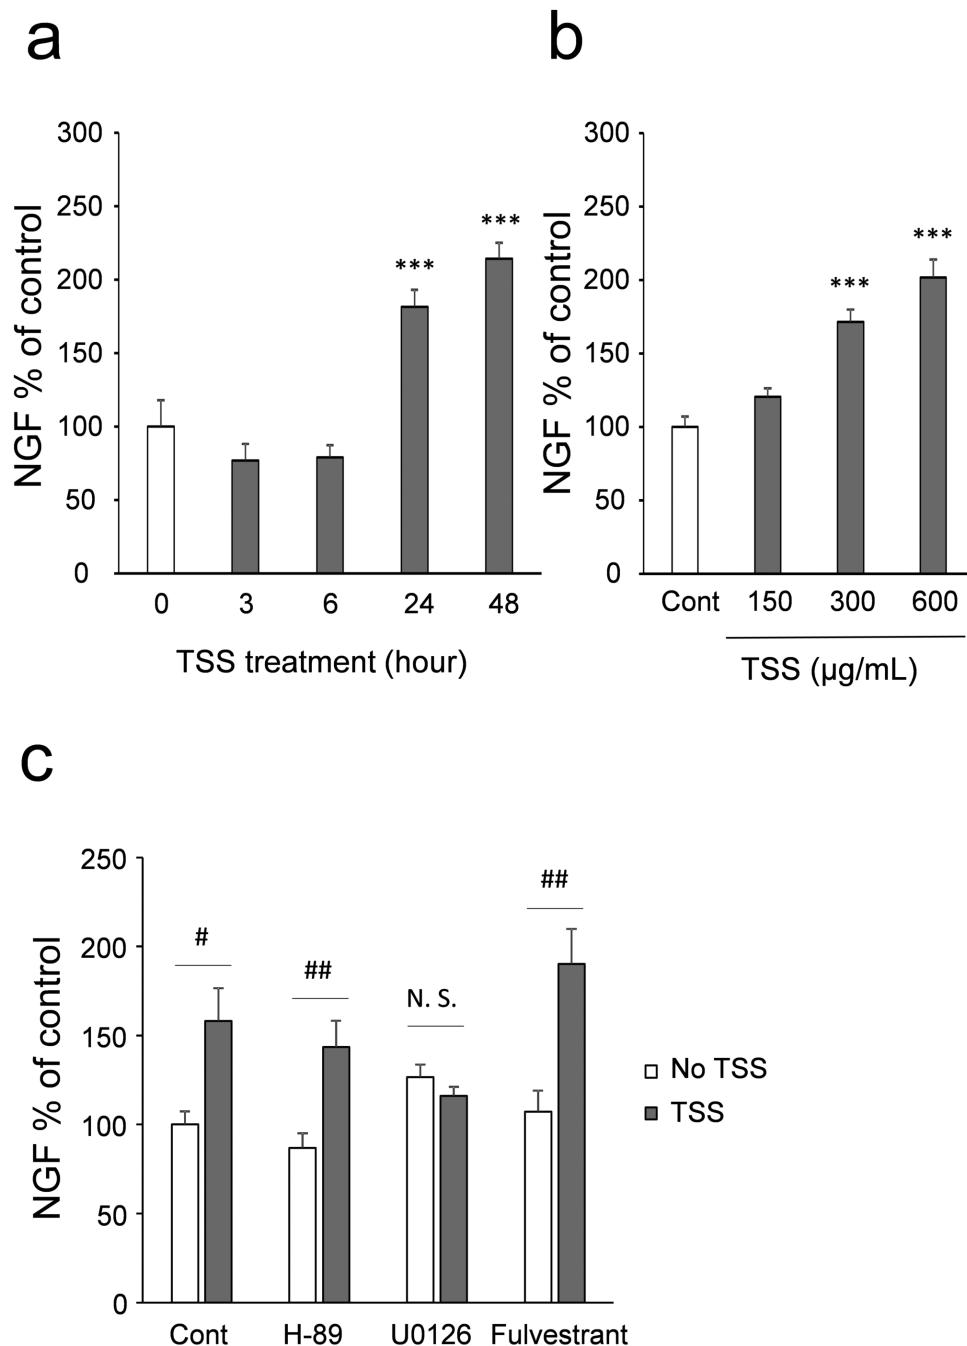 a
300
250
200
150
100
50
0
NGF % of control
***
***
0 3 6 24 48
TSS treatment (hour)
b
300
250
200
150
100
50
0
NGF % of control
***
***
Cont 150 300 600
TSS (µg/mL)
c
250
200
150
100
50
0
NGF % of control
#
##
N. S.
##
No TSS
TSS
Cont H-89 U0126 Fulvestrant